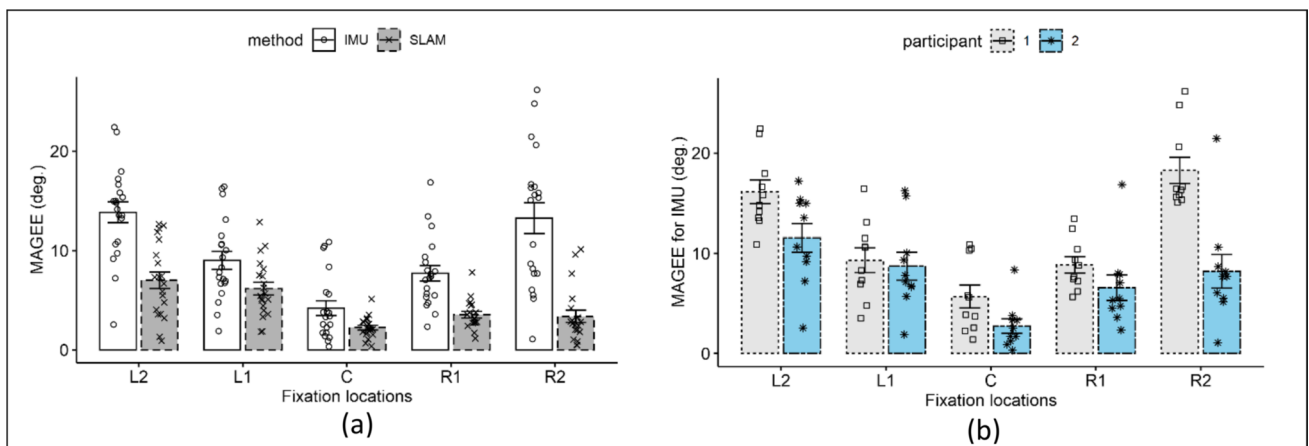 method IMU SLAM
MAGEE (deg.)
20
10
0
L2 L1 C R1 R2
Fixation locations
(a)
participant 1 2
MAGEE for IMU (deg.)
20
10
0
L2 L1 C R1 R2
Fixation locations
(b)